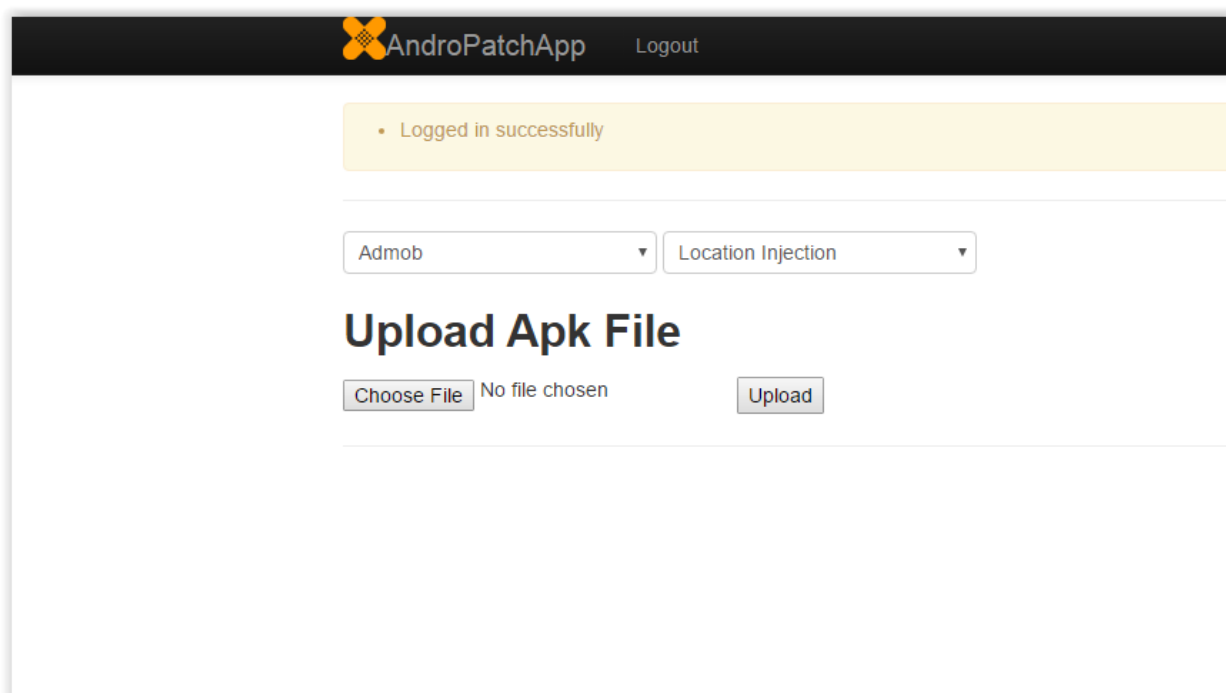 AndroPatchApp Logout
Logged in successfully
Admob Location Injection
Upload Apk File
Choose File No file chosen Upload